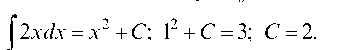 ∫2xdx = x² + C; 1² + C = 3; C = 2.